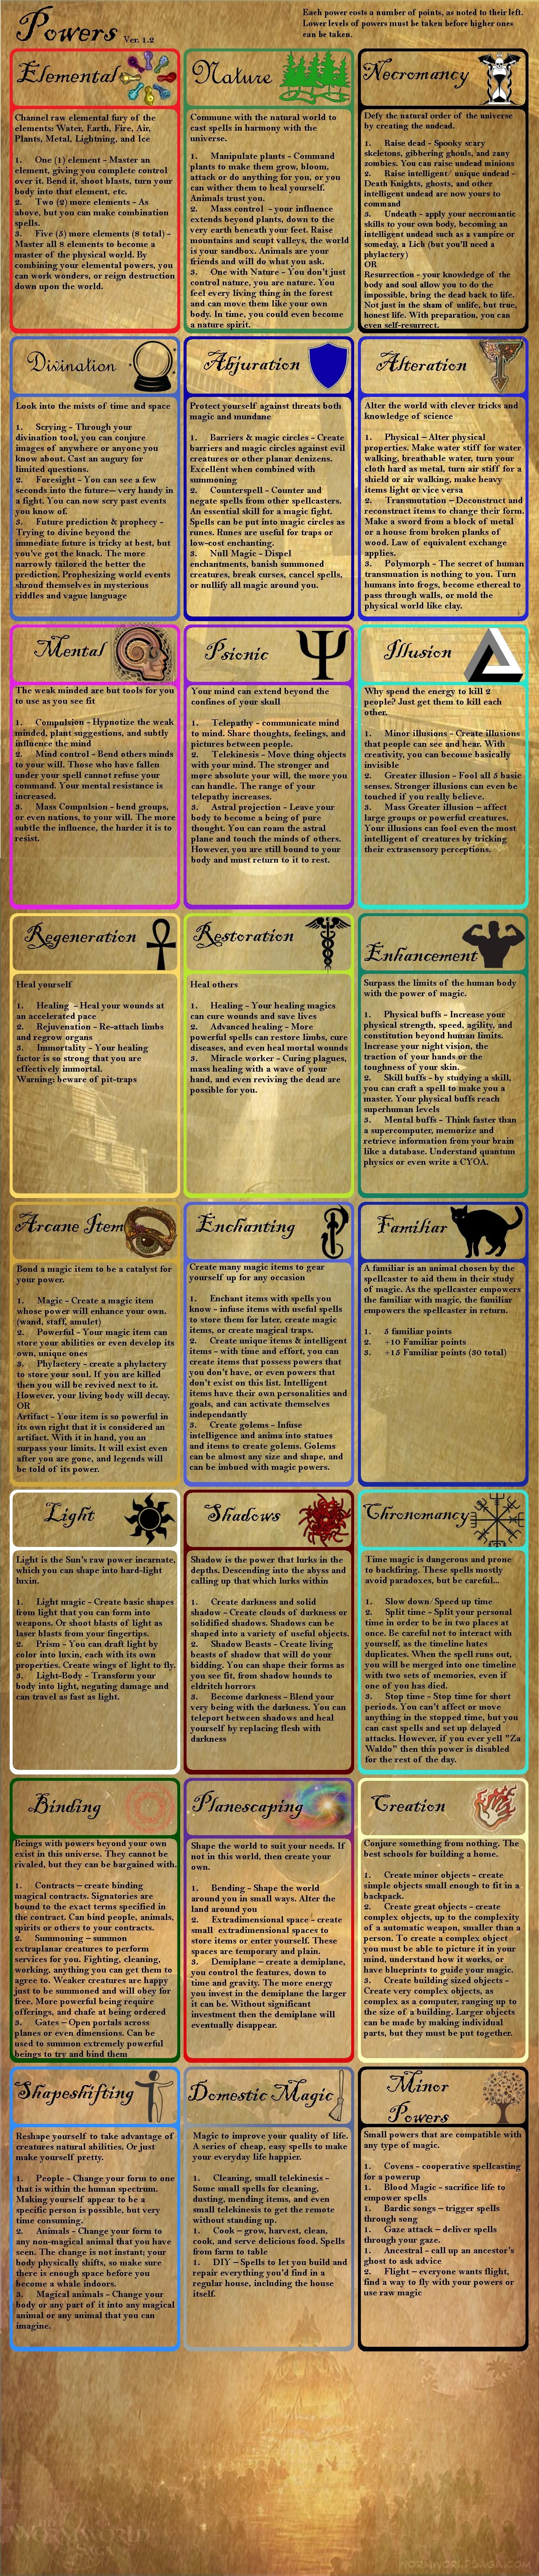 Powers Ver. 1.2
Each power costs a number of points, as noted to their left.
Lower levels of powers must be taken before higher ones
can be taken.
Elemental
Channel raw elemental fury of the
elements: Water, Earth, Fire, Air,
Plants, Metal, Lightning, and Ice
1. One (1) element - Master an
element, giving you complete control
over it. Bend it, shoot blasts, turn your
body into that element, etc.
2. Two (2) more elements - As
above, but you can make combination
spells.
3. Five (5) more elements (8 total) -
Master all 8 elements to become a
master of the physical world. By
combining your elemental powers, you
can work wonders, or reign destruction
down upon the world.
Nature
Commune with the natural world to
cast spells in harmony with the
universe.
1. Manipulate plants - Command
plants to make them grow, bloom,
attack or do anything for you, or you
can wither them to heal yourself.
Animals trust you.
2. Mass control - your influence
extends beyond plants, down to the
very earth beneath your feet. Raise
mountains and scupt valleys, the world
is your sandbox. Animals are your
friends and will do what you ask.
3. One with Nature - You don't just
control nature, you are nature. You
feel every living thing in the forest
and can move them like your own
body. In time, you could even become
a nature spirit.
Necromancy
Defy the natural order of the universe
by creating the undead.
1. Raise dead - Spooky scary
skeletons, gibbering ghouls, and zany
zombies. You can raise undead minions
2. Raise intelligent/ unique undead -
Death Knights, ghosts, and other
intelligent undead are now yours to
command
3. Undeath - apply your necromantic
skills to your own body, becoming an
intelligent undead such as a vampire or
someday, a Lich (but you'll need a
phylactery)
OR
Resurrection - your knowledge of the
body and soul allow you to do the
impossible, bring the dead back to life.
Not just in the sham of unlife, but true,
honest life. With preparation, you can
even self-resurrect.
Divination
Look into the mists of time and space
1. Scrying - Through your
divination tool, you can conjure
images of anywhere or anyone you
know about. Cast an augury for
limited questions.
2. Foresight - You can see a few
seconds into the future— very handy in
a fight. You can now scry past events
you know of.
3. Future prediction & prophecy -
Trying to divine beyond the
immediate future is tricky at best, but
you've got the knack. The more
narrowly tailored the better the
prediction. Prophesizing world events
shroud themselves in mysterious
riddles and vague language
Abjuration
Protect yourself against threats both
magic and mundane
1. Barriers & magic circles - Create
barriers and magic circles against evil
creatures or other planar denizens.
Excellent when combined with
summoning
2. Counterspell - Counter and
negate spells from other spellcasters.
An essential skill for a magic fight.
Spells can be put into magic circles as
runes. Runes are useful for traps or
low-cost enchanting.
3. Null Magic - Dispel
enchantments, banish summoned
creatures, break curses, cancel spells,
or nullify all magic around you.
Alteration
Alter the world with clever tricks and
knowledge of science
1. Physical – Alter physical
properties. Make water stiff for water
walking, breathable water, turn your
cloth hard as metal, turn air stiff for a
shield or air walking, make heavy
items light or vice versa
2. Transmutation – Deconstruct and
reconstruct items to change their form.
Make a sword from a block of metal
or a house from broken planks of
wood. Law of equivalent exchange
applies.
3. Polymorph - The secret of human
transmutation is nothing to you. Turn
humans into frogs, become ethereal to
pass through walls, or mold the
physical world like clay.
Mental
The weak minded are but tools for you
to use as you see fit
1. Compulsion - Hypnotize the weak
minded, plant suggestions, and subtly
influence the mind
2. Mind control - Bend others minds
to your will. Those who have fallen
under your spell cannot refuse your
command. Your mental resistance is
increased.
3. Mass Compulsion - bend groups,
or even nations, to your will. The more
subtle the influence, the harder it is to
resist.
Psionic
Your mind can extend beyond the
confines of your skull
1. Telepathy - communicate mind
to mind. Share thoughts, feelings, and
pictures between people.
2. Telekinesis - Move things objects
with your mind. The stronger and
more absolute your will, the more you
can handle. The range of your
telepathy increases.
3. Astral projection - Leave your
body to become a being of pure
thought. You can roam the astral
plane and touch the minds of others.
However, you are still bound to your
body and must return to it to rest.
Illusion
Why spend the energy to kill 2
people? Just get them to kill each
other.
1. Minor illusions - Create illusions
that people can see and hear. With
creativity, you can become basically
invisible
2. Greater illusion - Fool all 5 basic
senses. Stronger illusions can even be
touched if you really believe.
3. Mass Greater illusion – affect
large groups or powerful creatures.
Your illusions can fool even the most
intelligent of creatures by tricking
their extrasensory perceptions.
Regeneration
Heal yourself
1. Healing - Heal your wounds at
an accelerated pace
2. Rejuvenation - Re-attach limbs
and regrow organs
3. Immortality - Your healing
factor is so strong that you are
effectively immortal.
Warning: beware of pit-traps
Restoration
Heal others
1. Healing - Your healing magics
can cure wounds and save lives
2. Advanced healing - More
powerful spells can restore limbs, cure
diseases, and even heal mortal wounds
3. Miracle worker - Curing plagues,
mass healing with a wave of your
hand, and even reviving the dead are
possible for you.
Enhancement
Surpass the limits of the human body
with the power of magic.
1. Physical buffs - Increase your
physical strength, speed, agility, and
constitution beyond human limits.
Increase your night vision, the
traction of your hands or the
toughness of your skin.
2. Skill buffs - by studying a skill,
you can craft a spell to make you a
master. Your physical buffs reach
superhuman levels
3. Mental buffs - Think faster than
a supercomputer, memorize and
retrieve information from your brain
like a database. Understand quantum
physics or even write a CYOA.
Arcane Item
Bond a magic item to be a catalyst for
your power.
1. Magic - Create a magic item
whose power will enhance your own.
(wand, staff, amulet)
2. Powerful - Your magic item can
store your abilities or even develop its
own, unique ones
3. Phylactery - create a phylactery
to store your soul. If you are killed
then you will be revived next to it.
However, your living body will decay.
OR
Artifact - Your item is so powerful in
its own right that it is considered an
artifact. With it in hand, you an
surpass your limits. It will exist even
after you are gone, and legends will
be told of its power.
Enchanting
Create many magic items to gear
yourself up for any occasion
1. Enchant items with spells you
know - infuse items with useful spells
to store them for later, create magic
items, or create magical traps.
2. Create unique items & intelligent
items - with time and effort, you can
create items that possess powers that
you don't have, or even powers that
don't exist on this list. Intelligent
items have their own personalities and
goals, and can activate themselves
independantly
3. Create golems - Infuse
intelligence and anima into statues
and items to create golems. Golems
can be almost any size and shape, and
can be imbued with magic powers.
Familiar
A familiar is an animal chosen by the
spellcaster to aid them in their study
of magic. As the spellcaster empowers
the familiar with magic, the familiar
empowers the spellcaster in return.
1. 5 familiar points
2. +10 Familiar points
3. +15 Familiar points (30 total)
Light
Light is the Sun's raw power incarnate,
which you can shape into hard-light
luxin.
1. Light magic - Create basic shapes
from light that you can form into
weapons. Or shoot blasts of light as
laser blasts from your fingertips.
2. Prism - You can draft light by
color into luxin, each with its own
properties. Create wings of light to fly.
3. Light-Body - Transform your
body into light, negating damage and
can travel as fast as light.
Shadows
Shadow is the power that lurks in the
depths. Descending into the abyss and
calling up that which lurks within
1. Create darkness and solid
shadow - Create clouds of darkness or
solidified shadows. Shadows can be
shaped into a variety of useful objects.
2. Shadow Beasts - Create living
beasts of shadow that will do your
bidding. You can shape their forms as
you see fit, from shadow hounds to
eldritch horrors
3. Become darkness - Blend your
very being with the darkness. You can
teleport between shadows and heal
yourself by replacing flesh with
darkness
Chronomancy
Time magic is dangerous and prone
to backfiring. These spells mostly
avoid paradoxes, but be careful...
1. Slow down/Speed up time
2. Split time - Split your personal
time in order to be in two places at
once. Be careful not to interact with
yourself, as the timeline hates
duplicates. When the spell runs out,
you will be merged into one timeline
with two sets of memories, even if
one of you has died.
3. Stop time - Stop time for short
periods. You can't affect or move
anything in the stopped time, but you
can cast spells and set up delayed
attacks. However, if you ever yell "Za
Waldo" then this power is disabled
for the rest of the day.
Binding
Beings with powers beyond your own
exist in this universe. They cannot be
rivaled, but they can be bargained with.
1. Contracts – create binding
magical contracts. Signatories are
bound to the exact terms specified in
the contract. Can bind people, animals,
spirits or others to your contracts.
2. Summoning – summon
extraplanar creatures to perform
services for you. Fighting, cleaning,
working, anything you can get them to
agree to. Weaker creatures are happy
just to be summoned and will obey for
free. More powerful being require
offerings, and chafe at being ordered
3. Gates – Open portals across
planes or even dimensions. Can be
used to summon extremely powerful
beings to try and bind them
Planescaping
Shape the world to suit your needs. If
not in this world, then create your
own.
1. Bending - Shape the world
around you in small ways. Alter the
land around you
2. Extradimensional space - create
small extradimensional spaces to
store items or enter yourself. These
spaces are temporary and plain.
3. Demiplane – create a demiplane,
you control the features, down to
time and gravity. The more energy
you invest in the demiplane the larger
it can be. Without significant
investment then the demiplane will
eventually disappear.
Creation
Conjure something from nothing. The
best schools for building a home.
1. Create minor objects - create
simple objects small enough to fit in a
backpack.
2. Create great objects - create
complex objects, up to the complexity
of a automatic weapon, smaller than a
person. To create a complex object
you must be able to picture it in your
mind, understand how it works, or
have blueprints to guide your magic.
3. Create building sized objects -
Create very complex objects, as
complex as a computer, ranging up to
the size of a building. Larger objects
can be made by making individual
parts, but they must be put together.
Shapeshifting
Reshape yourself to take advantage of
creatures natural abilities. Or just
make yourself pretty.
1. People - Change your form to one
that is within the human spectrum.
Making yourself appear to be a
specific person is possible, but very
time consuming.
2. Animals - Change your form to
any non-magical animal that you have
seen. The change is not instant; your
body physically shifts, so make sure
there is enough space before you
become a whale indoors.
3. Magical animals - Change your
body or any part of it into any magical
animal or any animal that you can
imagine.
Domestic Magic
Magic to improve your quality of life.
A series of cheap, easy spells to make
your everyday life happier.
1. Cleaning, small telekinesis -
Some small spells for cleaning,
dusting, mending items, and even
small telekinesis to get the remote
without standing up.
1. Cook – grow, harvest, clean,
cook, and serve delicious food. Spells
from farm to table
1. DIY – Spells to let you build and
repair everything you'd find in a
regular house, including the house
itself.
Minor
Powers
Small powers that are compatible with
any type of magic.
1. Covens - cooperative spellcasting
for a powerup
1. Blood Magic - sacrifice life to
empower spells
1. Bardic songs – trigger spells
through song
1. Gaze attack – deliver spells
through your gaze.
1. Ancestral - call up an ancestor's
ghost to ask advice
2. Flight – everyone wants flight,
find a way to fly with your powers or
use raw magic
WORMWORLD
WORMWORLDSAGA.COM